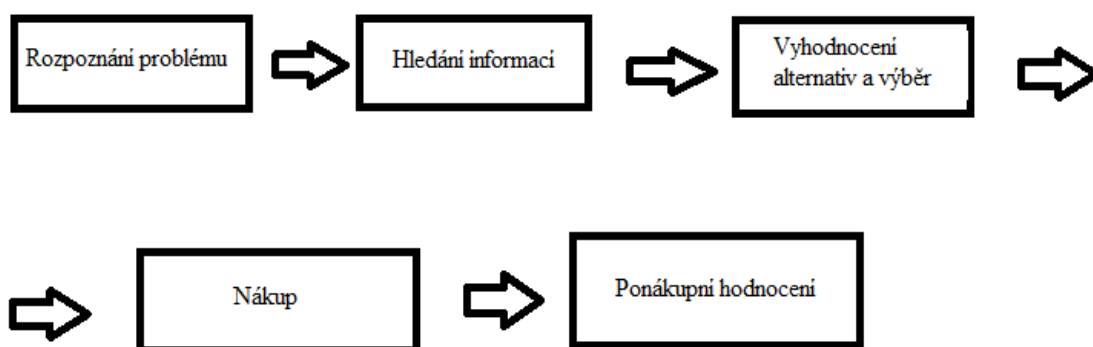 Rozpoznání problému
Hledání informací
Vyhodnocení
alternativ a výběr
Nákup
Ponákupní hodnocení